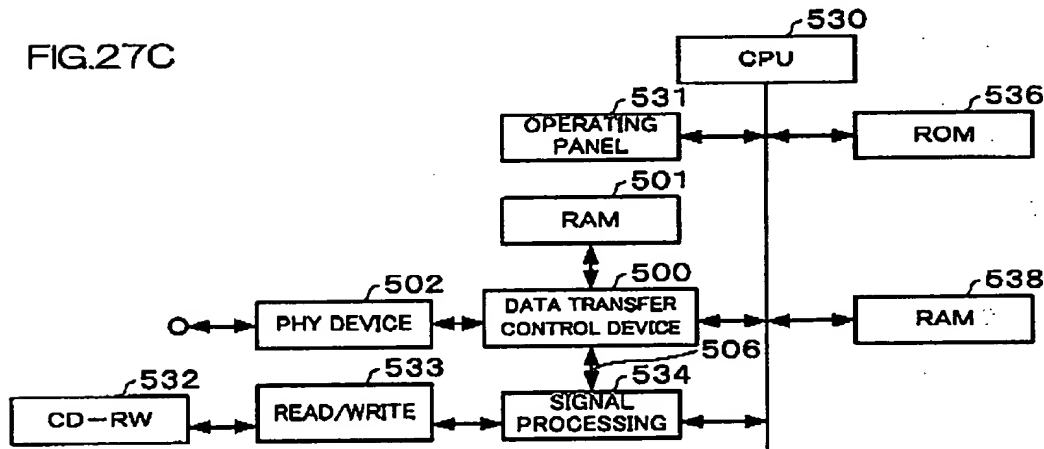 FIG.27C
530
CPU
531
OPERATING
PANEL
536
ROM
501
RAM
502
PHY DEVICE
500
DATA TRANSFER
CONTROL DEVICE
538
RAM
506
532
CD-RW
533
READ/WRITE
534
SIGNAL
PROCESSING